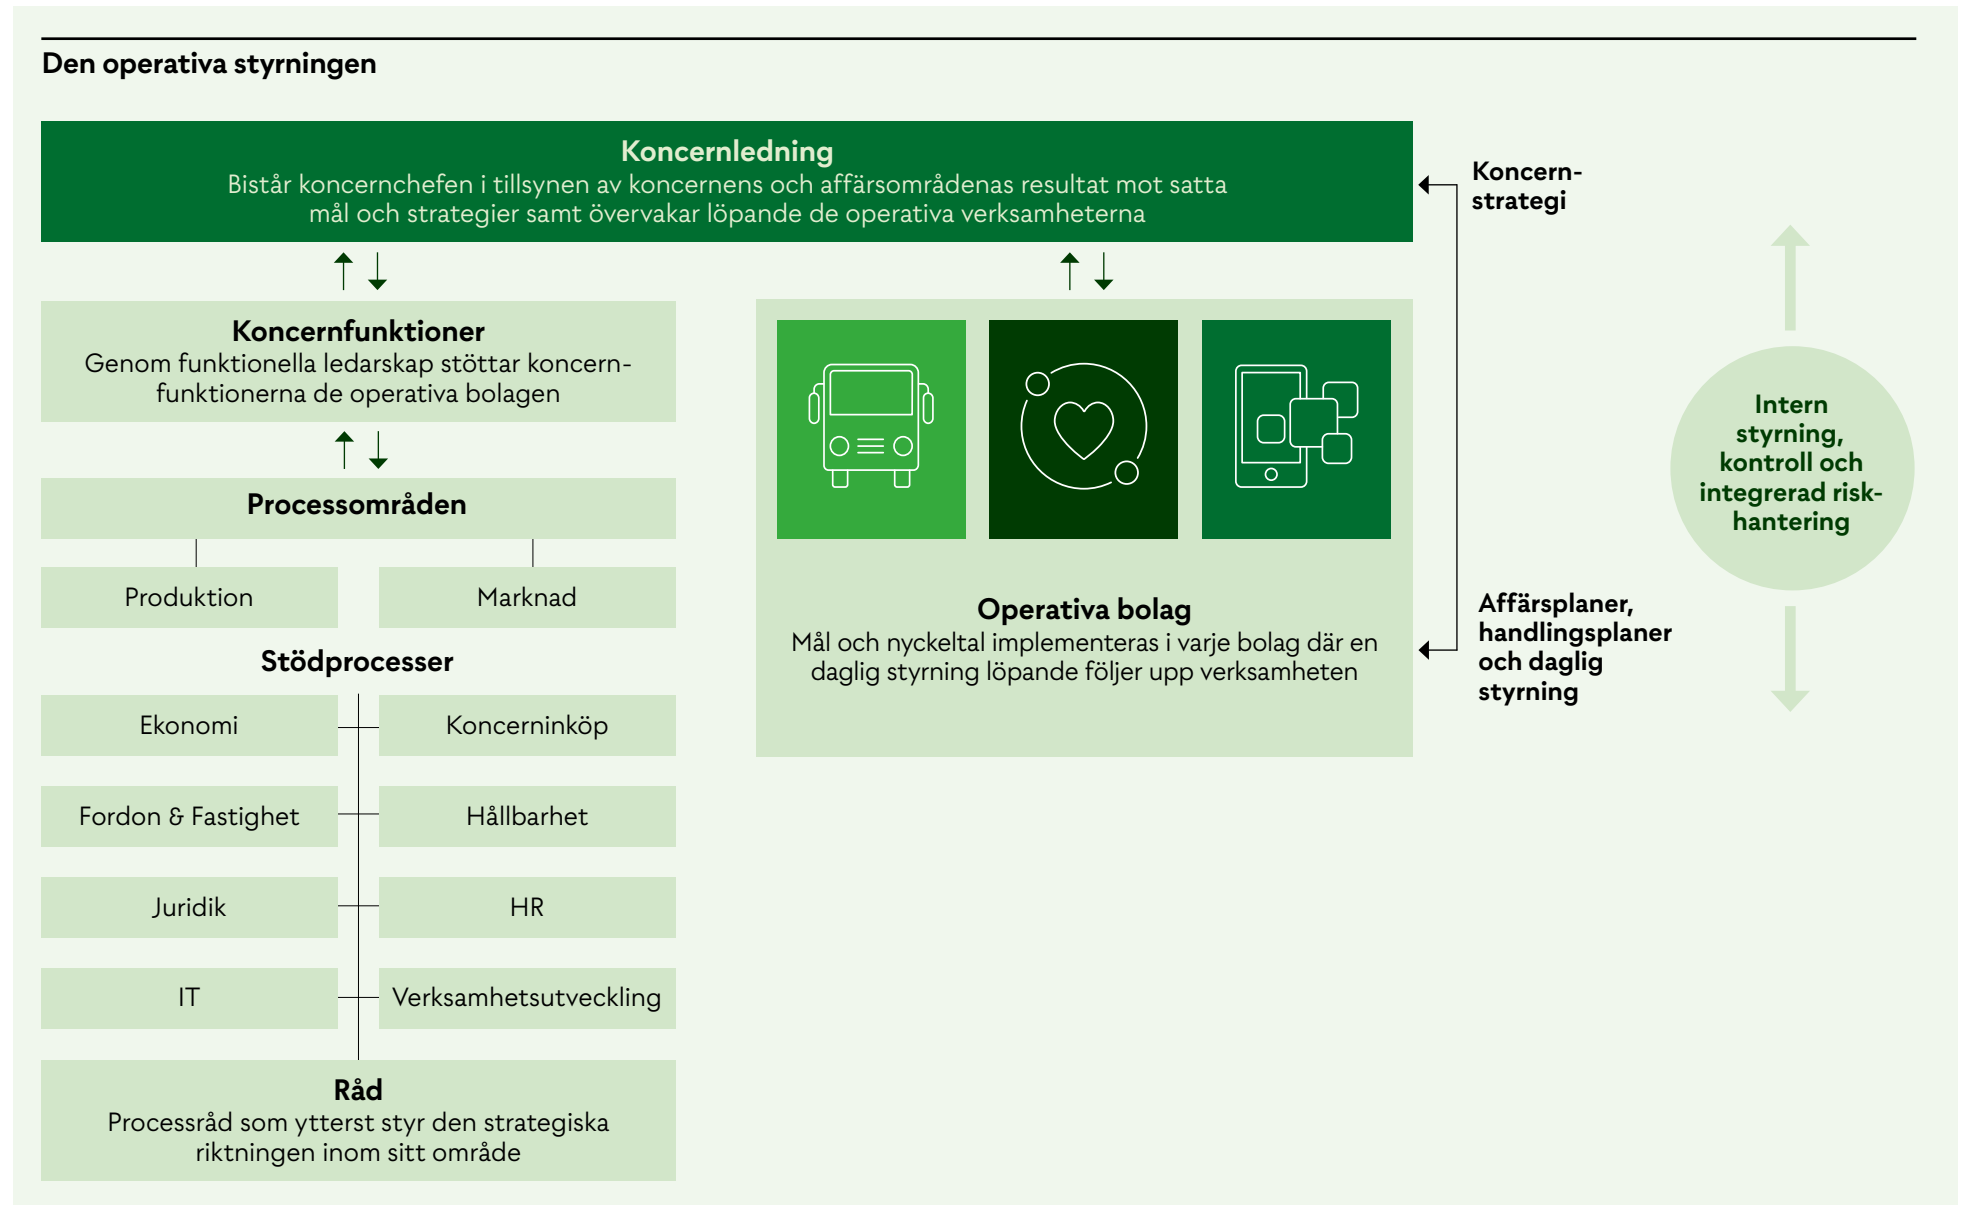 Den operativa styrningen
Koncernledning
Bistår koncernchefen i tillsynen av koncernens och affärsområdenas resultat mot satta
mål och strategier samt övervakar löpande de operativa verksamheterna
Koncern-
strategi
Koncernfunktioner
Genom funktionella ledarskap stöttar koncern-
funktionerna de operativa bolagen
Processområden
Produktion
Marknad
Stödprocesser
Ekonomi
Koncerninköp
Fordon & Fastighet
Hållbarhet
Juridik
HR
IT
Verksamhetsutveckling
Råd
Processråd som ytterst styr den strategiska
riktningen inom sitt område
Operativa bolag
Mål och nyckeltal implementeras i varje bolag där en
daglig styrning löpande följer upp verksamheten
Affärsplaner,
handlingsplaner
och daglig
styrning
Intern
styrning,
kontroll och
integrerad risk-
hantering